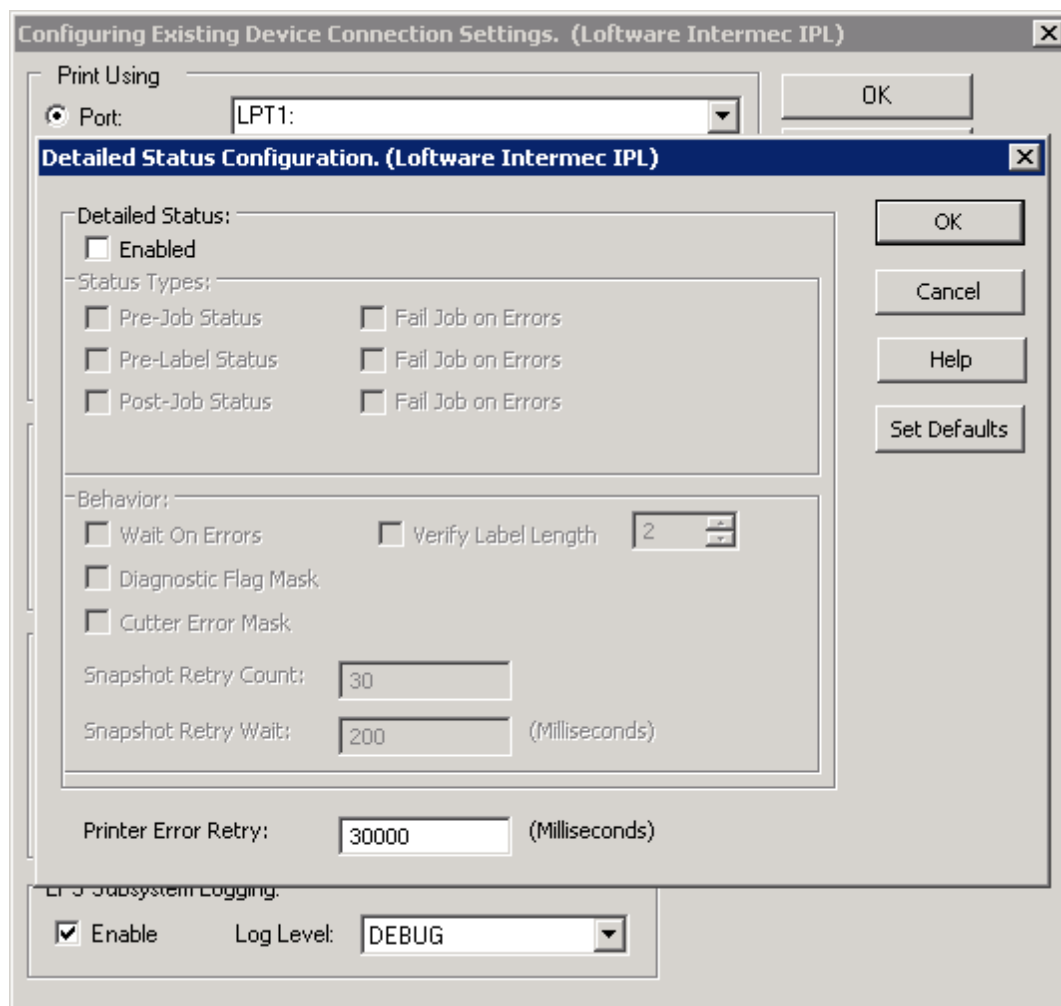 Configuring Existing Device Connection Settings. (Loftware Intermec IPL)
Print Using
Port: LPT1: OK
Detailed Status Configuration. (Loftware Intermec IPL)
Detailed Status: OK
Enabled
Status Types: Cancel
Pre-Job Status Fail Job on Errors
Pre-Label Status Fail Job on Errors Help
Post-Job Status Fail Job on Errors
Set Defaults
Behavior:
Wait On Errors Verify Label Length 2
Diagnostic Flag Mask
Cutter Error Mask
Snapshot Retry Count: 30
Snapshot Retry Wait: 200 (Milliseconds)
Printer Error Retry: 30000 (Milliseconds)
Subsystem Logging:
Enable Log Level: DEBUG